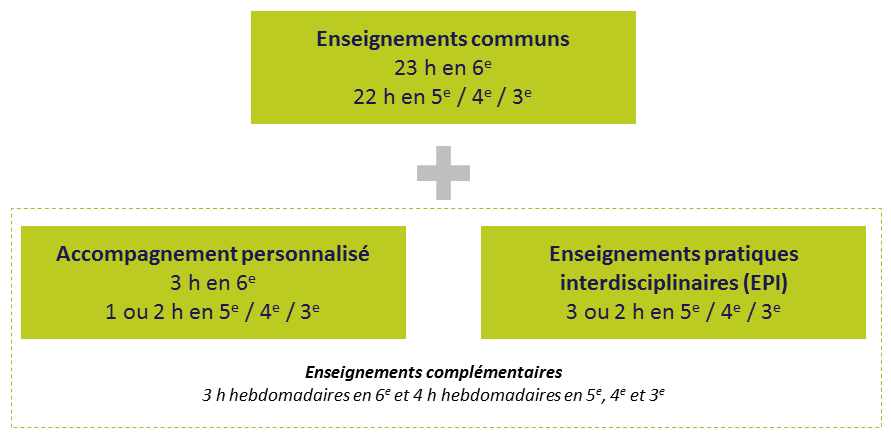 Enseignements communs
23 h en 6ᵉ
22 h en 5ᵉ / 4ᵉ / 3ᵉ
Accompagnement personnalisé
3 h en 6ᵉ
1 ou 2 h en 5ᵉ / 4ᵉ / 3ᵉ
Enseignements pratiques
interdisciplinaires (EPI)
3 ou 2 h en 5ᵉ / 4ᵉ / 3ᵉ
Enseignements complémentaires
3 h hebdomadaires en 6ᵉ et 4 h hebdomadaires en 5ᵉ, 4ᵉ et 3ᵉ